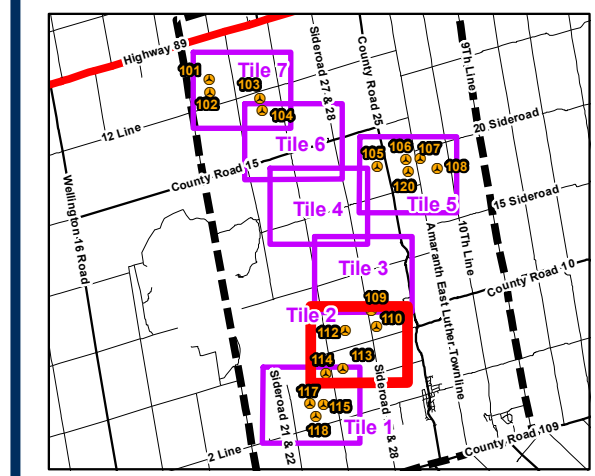 Highway 89
101
102
103
104
Tile 7
Sideroad 27 & 28
County Road 25
9Th Line
12 Line
Tile 6
County Road 15
105
106
107
108
120
20 Sideroad
Tile 5
15 Sideroad
Wellington 16 Road
Tile 4
Amaranth East Luther Townline
10Th Line
Tile 3
County Road 10
109
Tile 2
110
112
113
114
Sideroad 21 & 22
& 28
117
115
118
Tile 1
2 Line
County Road 109